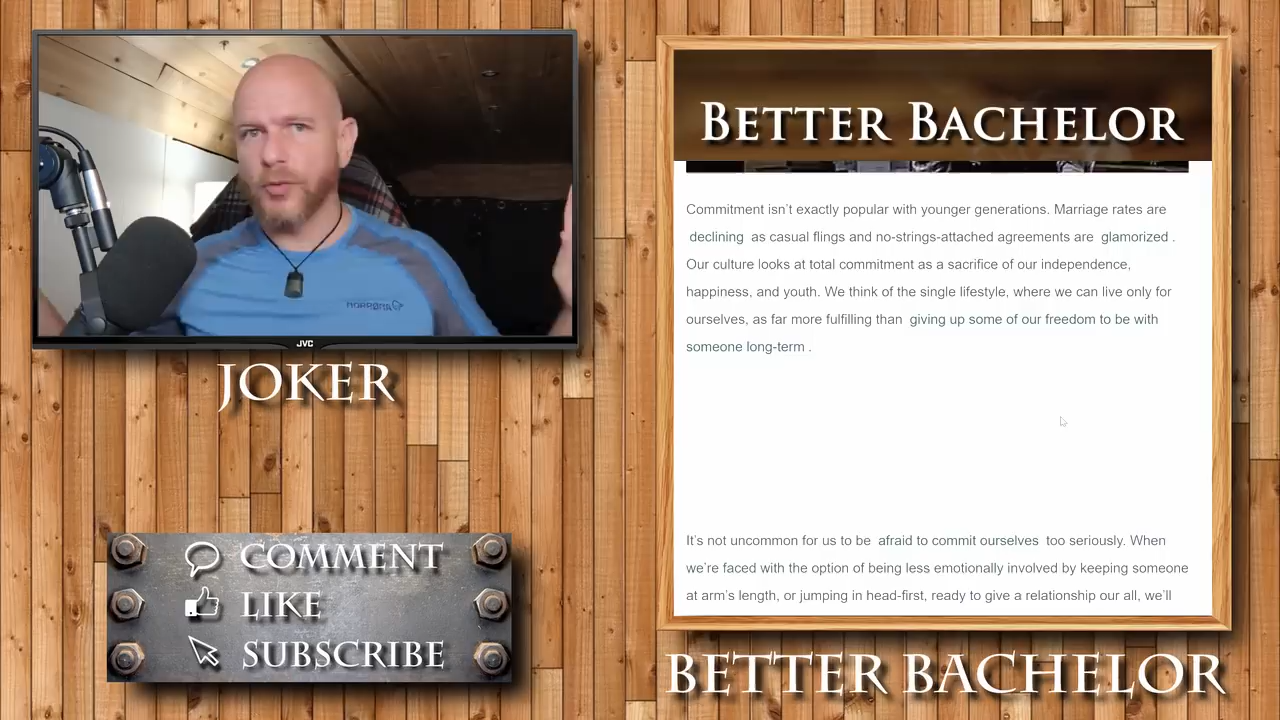 NORRØNA
JVC
JOKER
COMMENT
LIKE
SUBSCRIBE
BETTER BACHELOR
Commitment isn't exactly popular with younger generations. Marriage rates are
declining as casual flings and no-strings-attached agreements are glamorized .
Our culture looks at total commitment as a sacrifice of our independence,
happiness, and youth. We think of the single lifestyle, where we can live only for
ourselves, as far more fulfilling than giving up some of our freedom to be with
someone long-term .
It's not uncommon for us to be afraid to commit ourselves too seriously. When
we're faced with the option of being less emotionally involved by keeping someone
at arm's length, or jumping in head-first, ready to give a relationship our all, we'll
BETTER BACHELOR